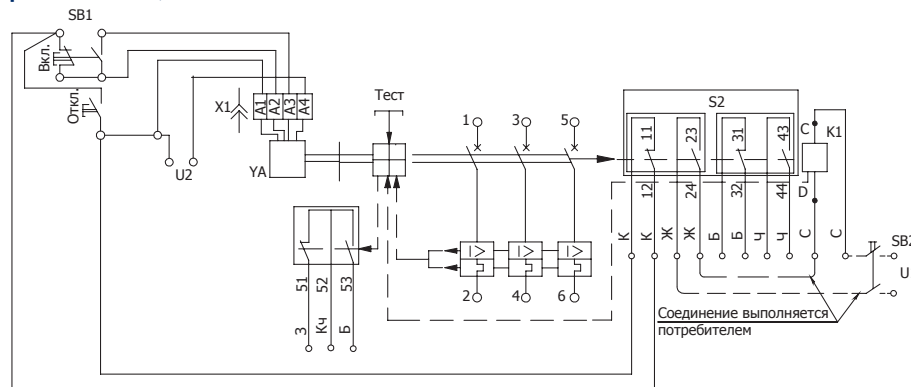 SB1
Вкл.
Откл.
X1
A1
A2
A3
A4
U2
YA
Тест
1
3
5
S2
11
23
31
43
12
24
32
44
C
K1
D
К
К
Ж
Ж
Б
Б
Ч
Ч
С
С
SB2
U
51
52
53
З
Кч
Б
I>
I>
I>
2
4
6
Соединение выполняется
потребителем